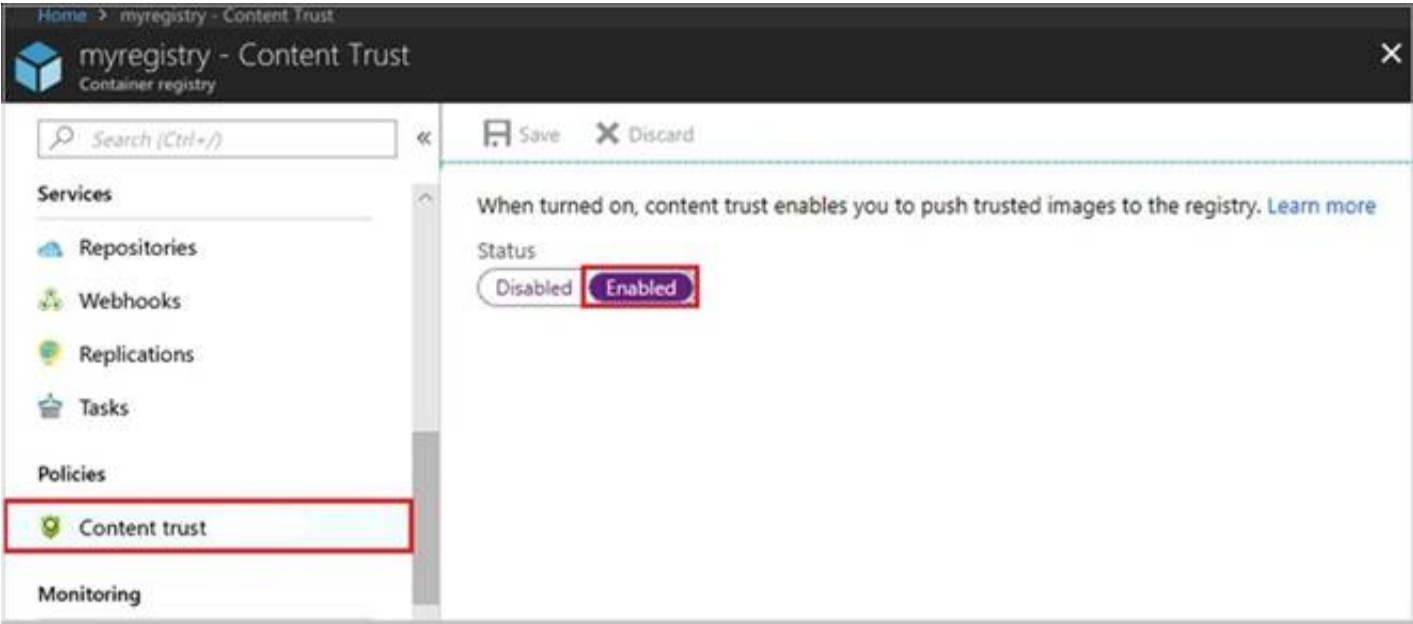 Home > myregistry - Content Trust
myregistry - Content Trust
Container registry
Search (Ctrl+/)
«
Save
Discard
Services
Repositories
Webhooks
Replications
Tasks
Policies
Content trust
Monitoring
When turned on, content trust enables you to push trusted images to the registry. Learn more
Status
Disabled Enabled